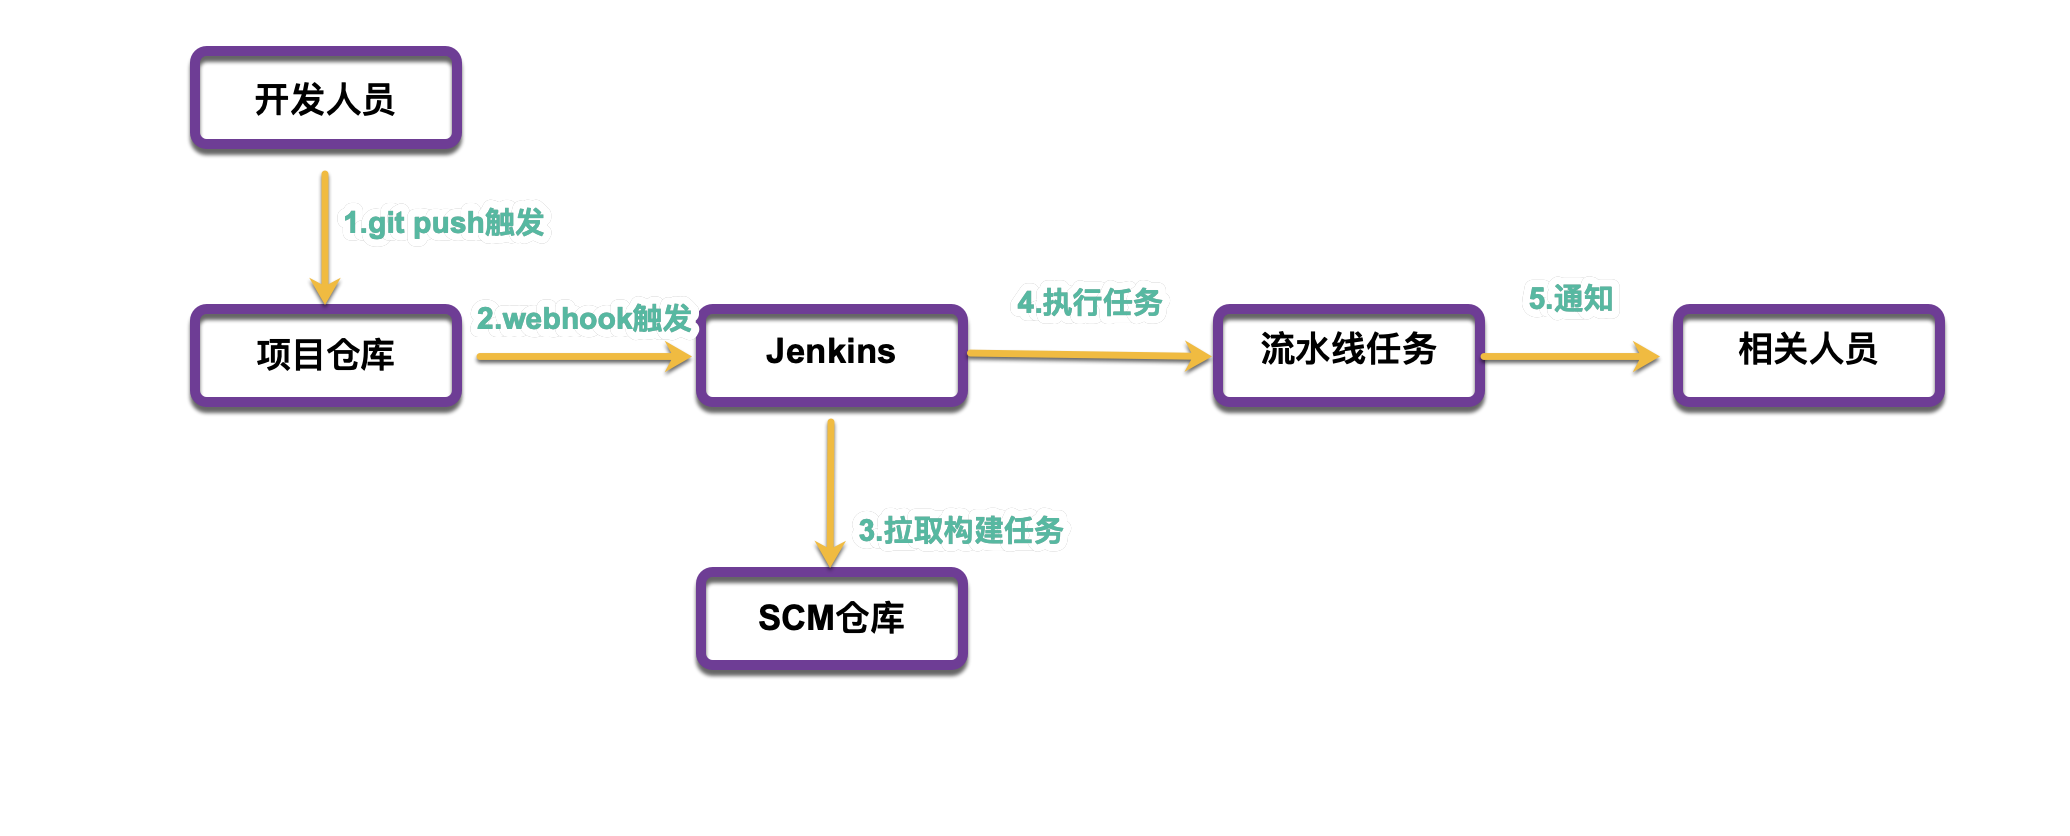 开发人员
1.git push触发
项目仓库
2.webhook触发
Jenkins
4.执行任务
流水线任务
5.通知
相关人员
3.拉取构建任务
SCM仓库